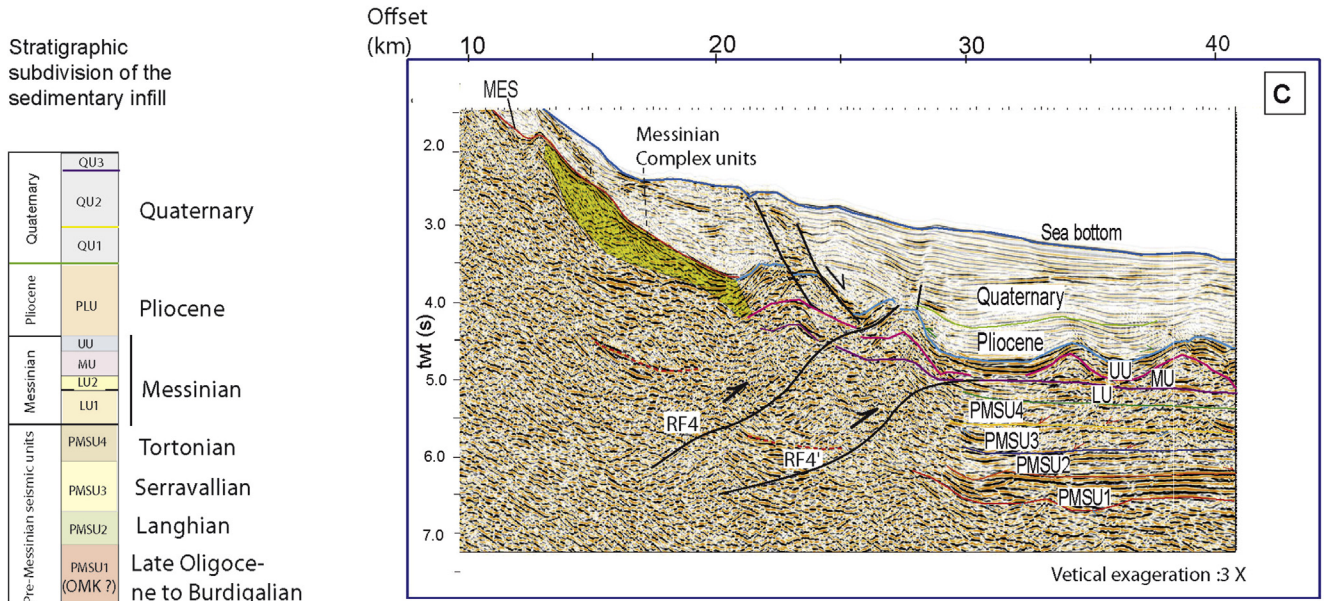 Stratigraphic
subdivision of the
sedimentary infill
Quaternary
QU3
QU2
QU1
Quaternary
Pliocene
PLU
Pliocene
Messinian
UU
MU
LU2
LU1
Messinian
Pre-Messinian seismic units
PMSU4
Tortonian
PMSU3
Serravallian
PMSU2
Langhian
PMSU1
(OMK ?)
Late Oligoce-
ne to Burdigalian
Offset
(km)
10
20
30
40
C
MES
Messinian
Complex units
twt (s)
2.0
3.0
4.0
5.0
6.0
7.0
Sea bottom
Quaternary
Pliocene
UU
MU
LU
PMSU4
PMSU3
PMSU2
PMSU1
RF4
RF4'
Vetical exageration :3 X